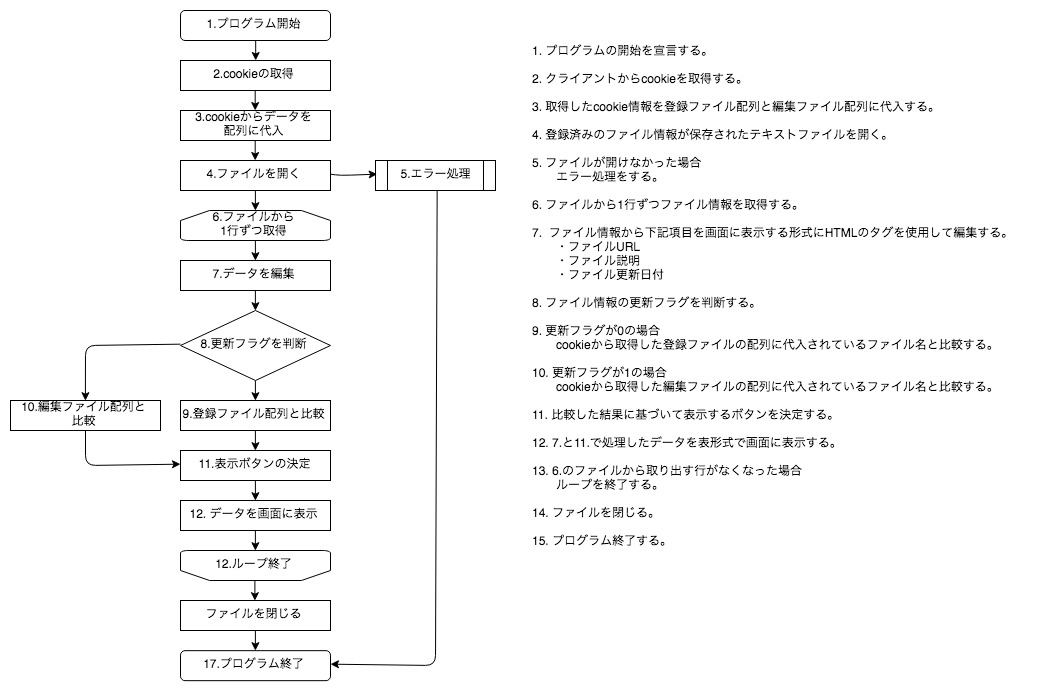 1.プログラム開始
2.cookieの取得
3.cookieからデータを
配列に代入
4.ファイルを開く
5.エラー処理
6.ファイルから
1行ずつ取得
7.データを編集
8.更新フラグを判断
10.編集ファイル配列と
比較
9.登録ファイル配列と比較
11.表示ボタンの決定
12. データを画面に表示
12.ループ終了
ファイルを閉じる
17.プログラム終了
1. プログラムの開始を宣言する。
2. クライアントからcookieを取得する。
3. 取得したcookie情報を登録ファイル配列と編集ファイル配列に代入する。
4. 登録済みのファイル情報が保存されたテキストファイルを開く。
5. ファイルが開けなかった場合
エラー処理をする。
6. ファイルから1行ずつファイル情報を取得する。
7. ファイル情報から下記項目を画面に表示する形式にHTMLのタグを使用して編集する。
・ファイルURL
・ファイル説明
・ファイル更新日付
8. ファイル情報の更新フラグを判断する。
9. 更新フラグが0の場合
cookieから取得した登録ファイルの配列に代入されているファイル名と比較する。
10. 更新フラグが1の場合
cookieから取得した編集ファイルの配列に代入されているファイル名と比較する。
11. 比較した結果に基づいて表示するボタンを決定する。
12. 7.と11.で処理したデータを表形式で画面に表示する。
13. 6.のファイルから取り出す行がなくなった場合
ループを終了する。
14. ファイルを閉じる。
15. プログラム終了する。